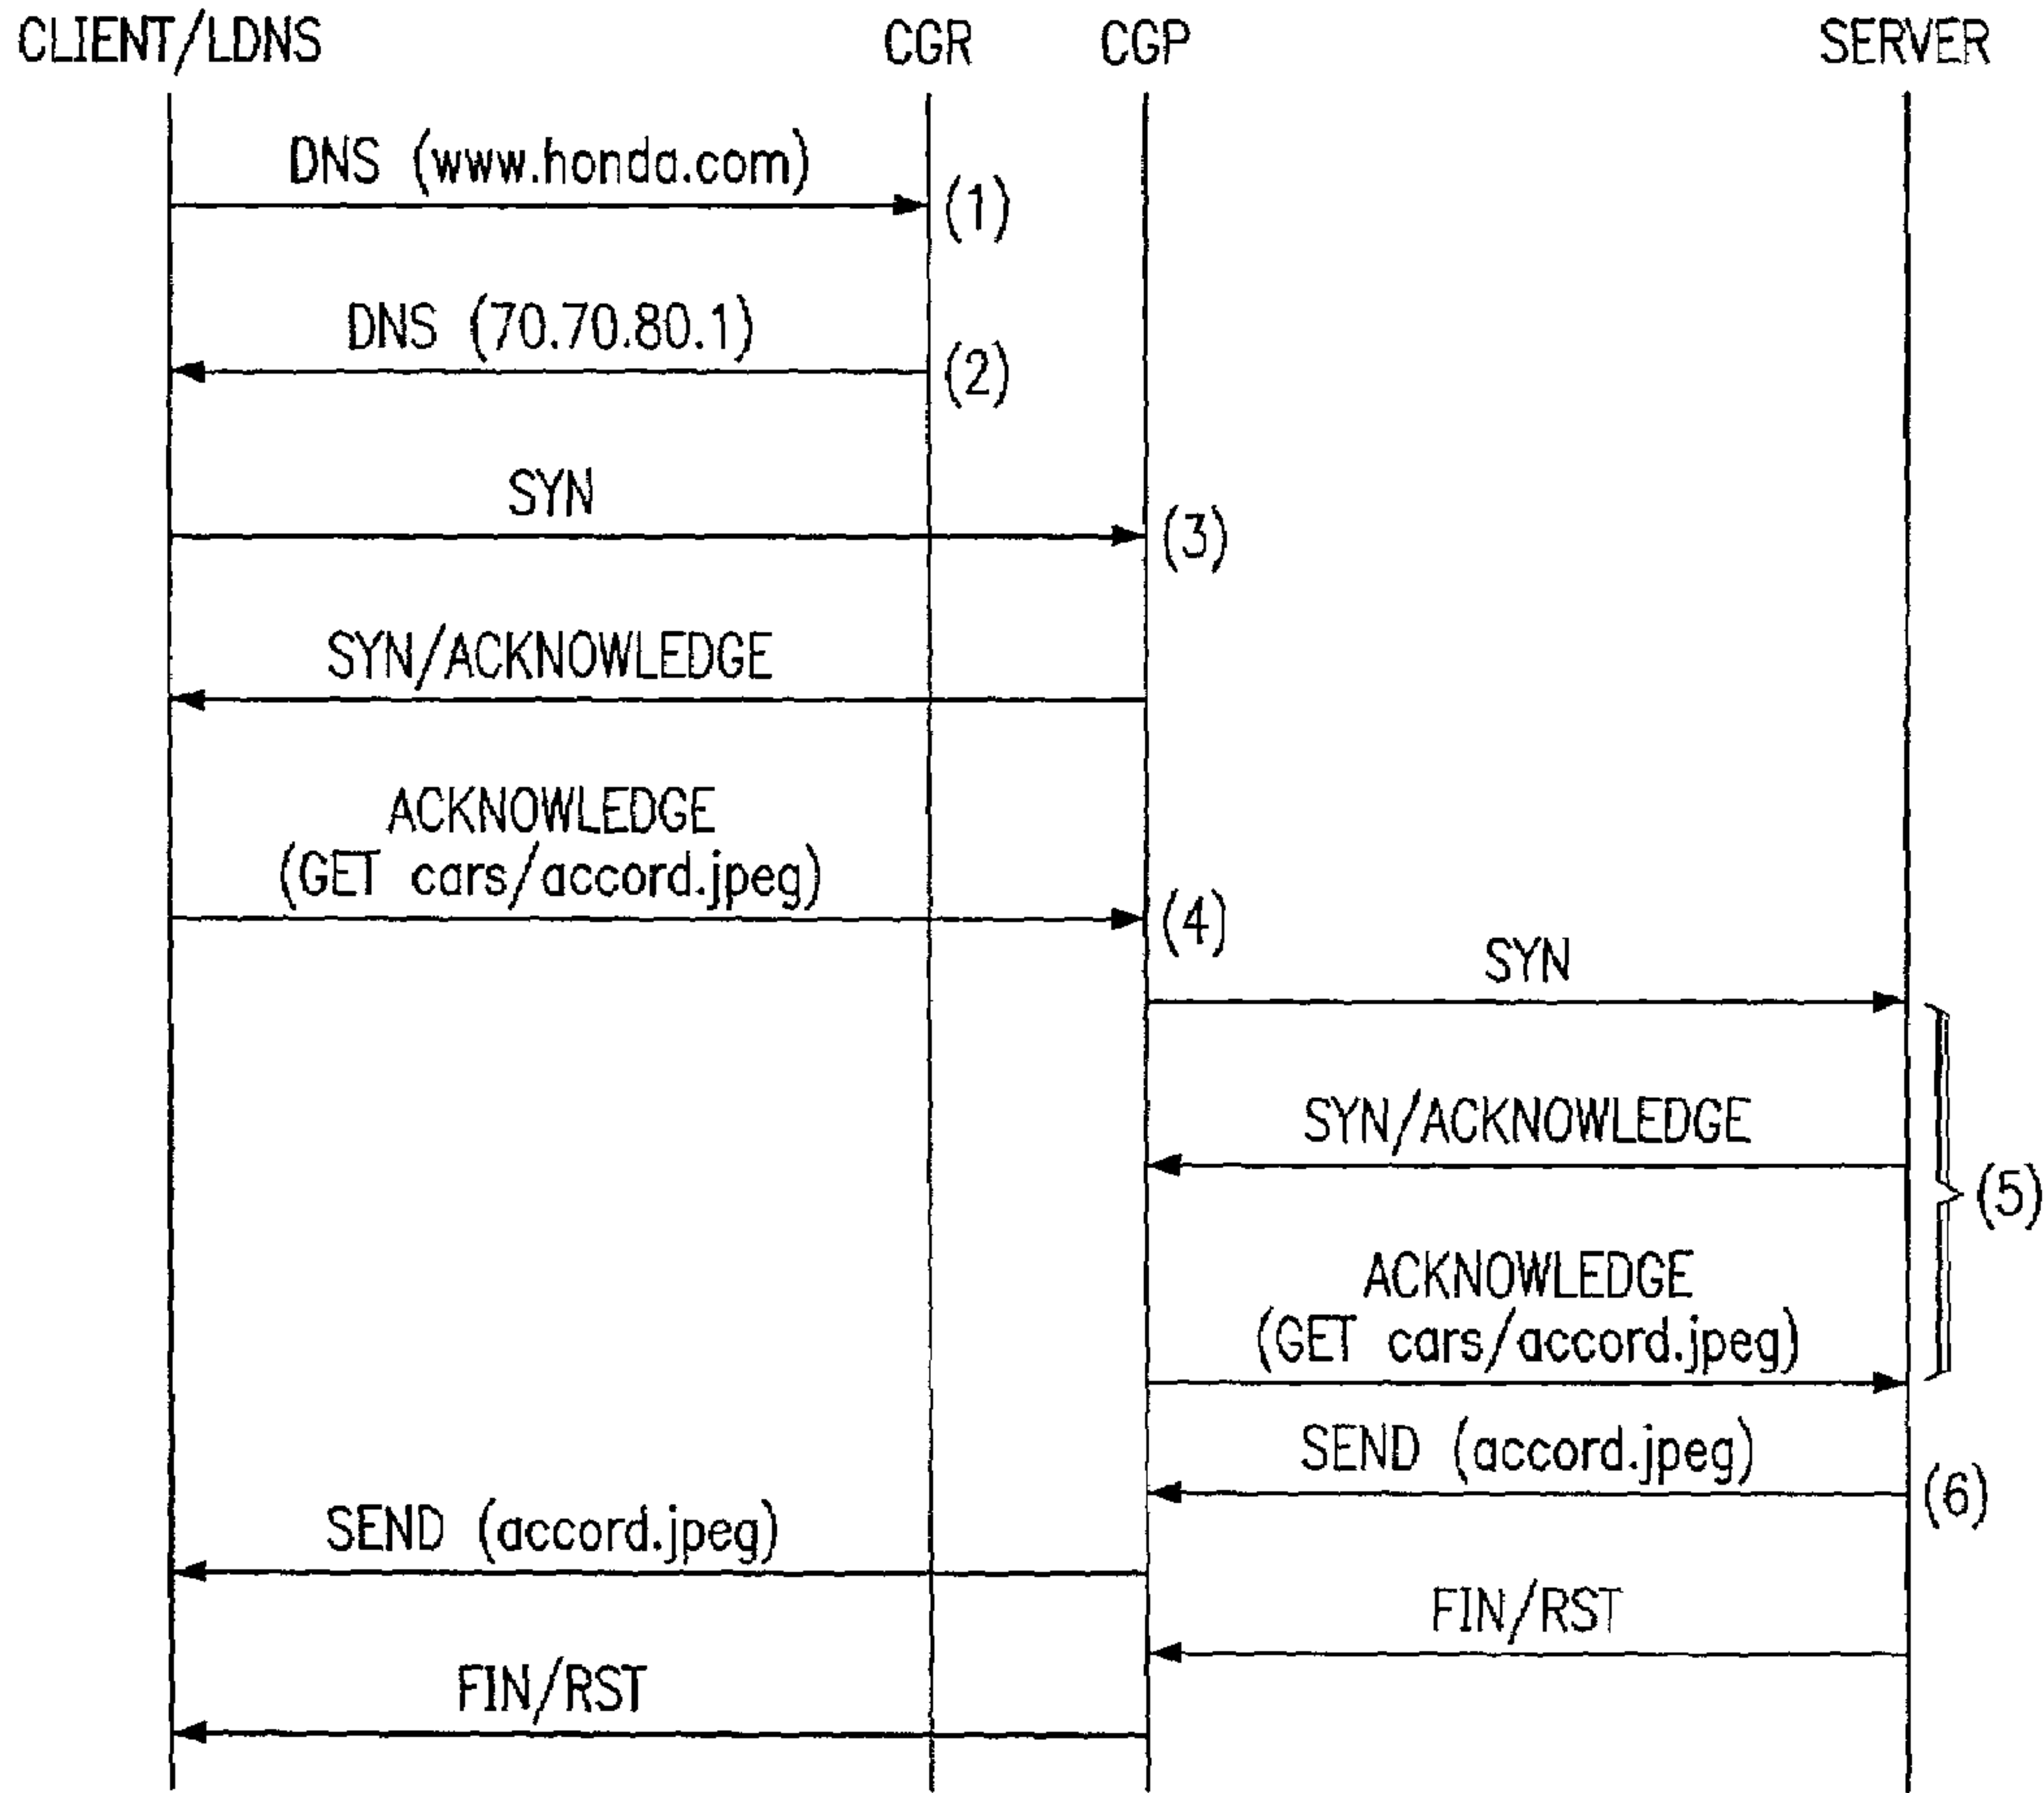 CLIENT/LDNS CGR CGP SERVER
DNS (www.honda.com)
(1)
DNS (70.70.80.1)
(2)
SYN
(3)
SYN/ACKNOWLEDGE
ACKNOWLEDGE
(GET cars/accord.jpeg)
(4)
SYN
SYN/ACKNOWLEDGE
(5)
ACKNOWLEDGE
(GET cars/accord.jpeg)
SEND (accord.jpeg)
(6)
SEND (accord.jpeg)
FIN/RST
FIN/RST